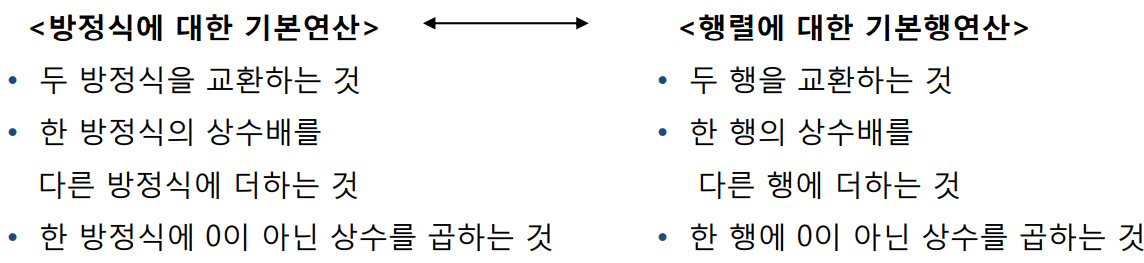 <방정식에 대한 기본연산>
• 두 방정식을 교환하는 것
• 한 방정식의 상수배를
다른 방정식에 더하는 것
• 한 방정식에 0이 아닌 상수를 곱하는 것
<행렬에 대한 기본행연산>
• 두 행을 교환하는 것
• 한 행의 상수배를
다른 행에 더하는 것
• 한 행에 0이 아닌 상수를 곱하는 것